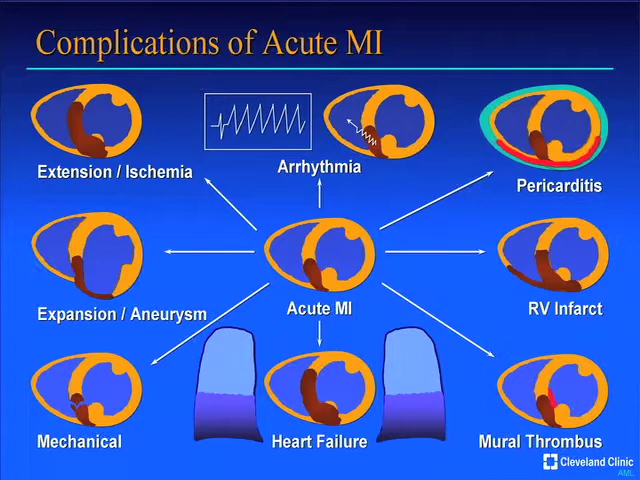 Complications of Acute MI
Extension / Ischemia
Arrhythmia
Pericarditis
Expansion / Aneurysm
Acute MI
RV Infarct
Mechanical
Heart Failure
Mural Thrombus
Cleveland Clinic
AML